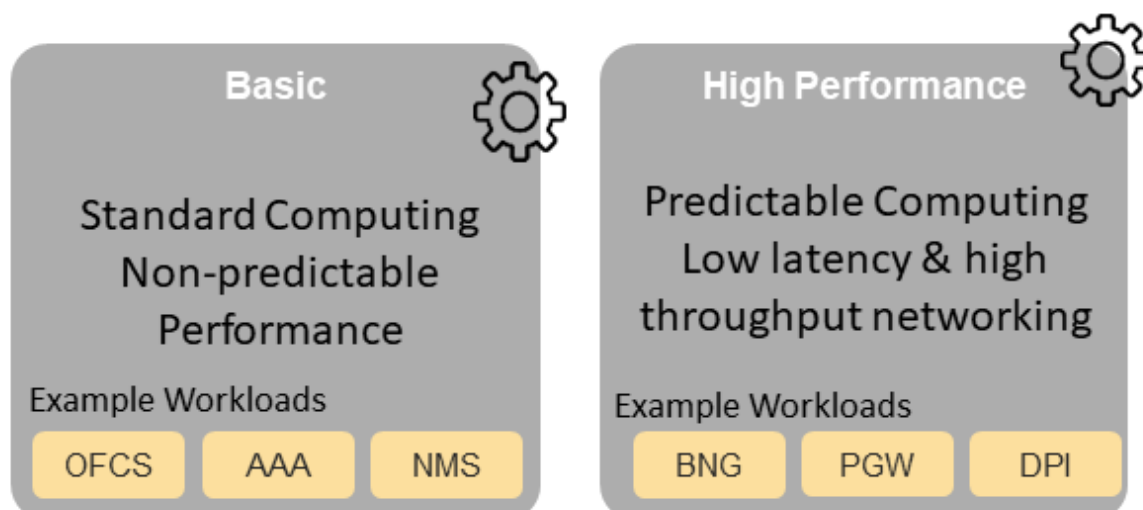 Basic
Standard Computing
Non-predictable
Performance
Example Workloads
OFCS
AAA
NMS
High Performance
Predictable Computing
Low latency & high
throughput networking
Example Workloads
BNG
PGW
DPI